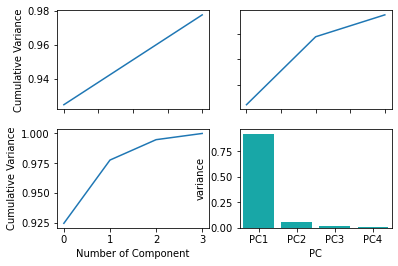 0.98
0.96
0.94
Cumulative Variance
1.000
0.975
0.950
0.925
Cumulative Variance
0 1 2 3
Number of Component
0.75
0.50
0.25
0.00
variance
PC1 PC2 PC3 PC4
PC